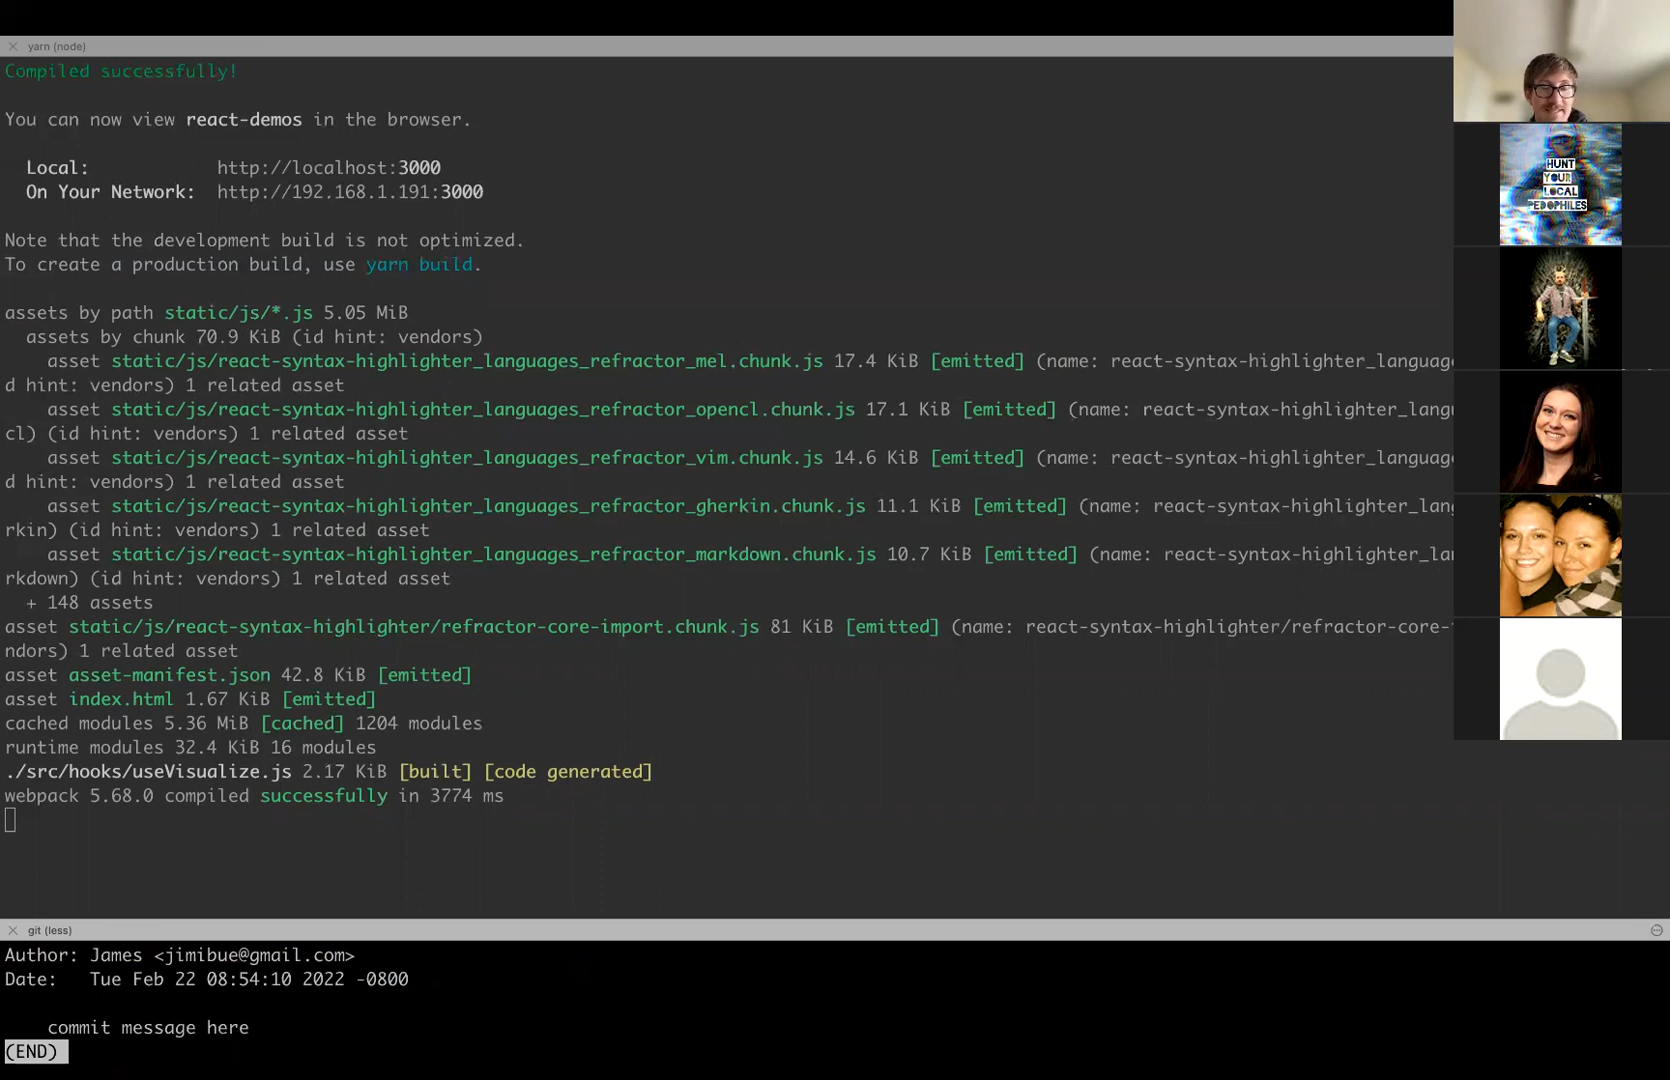 yarn (node)
Compiled successfully!
You can now view react-demos in the browser.
Local: http://localhost:3000
On Your Network: http://192.168.1.191:3000
Note that the development build is not optimized.
To create a production build, use yarn build.
assets by path static/js/*.js 5.05 MiB
assets by chunk 70.9 KiB (id hint: vendors)
asset static/js/react-syntax-highlighter_languages_refractor_mel.chunk.js 17.4 KiB [emitted] (name: react-syntax-highlighter_languag
d hint: vendors) 1 related asset
asset static/js/react-syntax-highlighter_languages_refractor_opencl.chunk.js 17.1 KiB [emitted] (name: react-syntax-highlighter_lang
cl) (id hint: vendors) 1 related asset
asset static/js/react-syntax-highlighter_languages_refractor_vim.chunk.js 14.6 KiB [emitted] (name: react-syntax-highlighter_languag
d hint: vendors) 1 related asset
asset static/js/react-syntax-highlighter_languages_refractor_gherkin.chunk.js 11.1 KiB [emitted] (name: react-syntax-highlighter_lan
rkin) (id hint: vendors) 1 related asset
asset static/js/react-syntax-highlighter_languages_refractor_markdown.chunk.js 10.7 KiB [emitted] (name: react-syntax-highlighter_la
rkdown) (id hint: vendors) 1 related asset
+ 148 assets
asset static/js/react-syntax-highlighter/refractor-core-import.chunk.js 81 KiB [emitted] (name: react-syntax-highlighter/refractor-core-
ndors) 1 related asset
asset asset-manifest.json 42.8 KiB [emitted]
asset index.html 1.67 KiB [emitted]
cached modules 5.36 MiB [cached] 1204 modules
runtime modules 32.4 KiB 16 modules
./src/hooks/useVisualize.js 2.17 KiB [built] [code generated]
webpack 5.68.0 compiled successfully in 3774 ms
git (less)
Author: James <jimibue@gmail.com>
Date: Tue Feb 22 08:54:10 2022 -0800
commit message here
(END)
HUNT
YOUR
LOCAL
PEDOPHILES